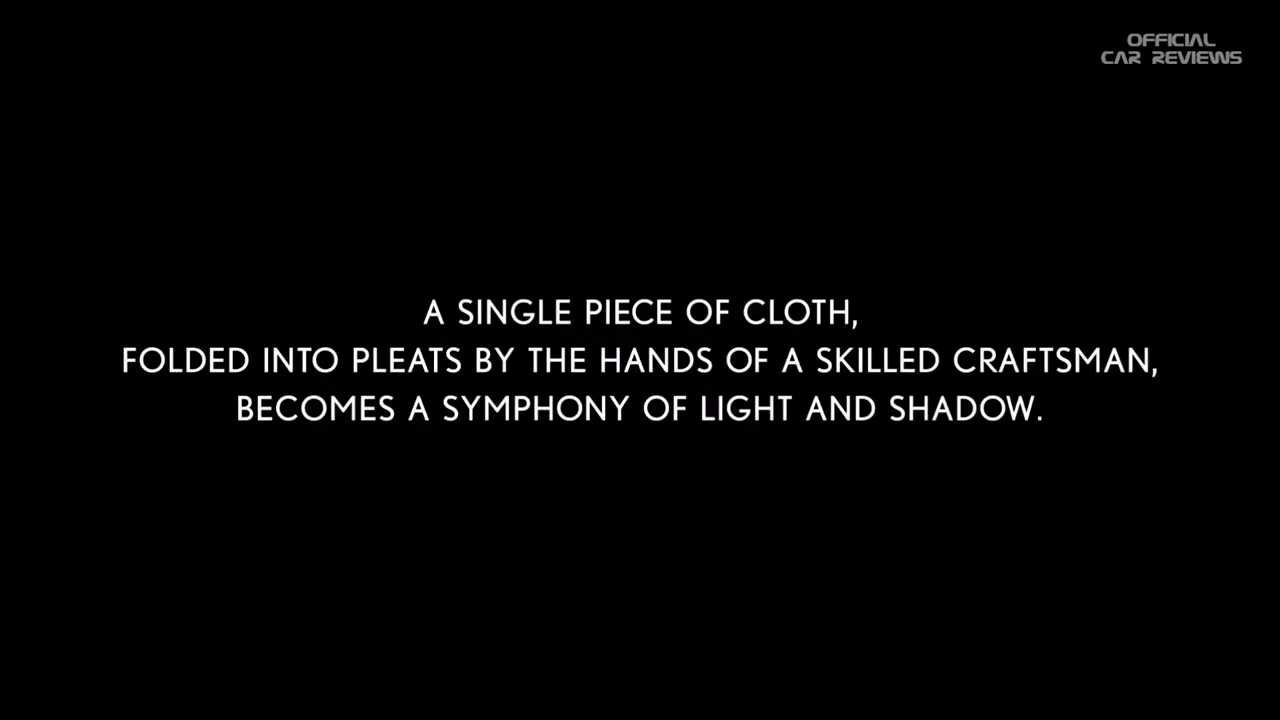 OFFICIAL
CAR REVIEWS
A SINGLE PIECE OF CLOTH,
FOLDED INTO PLEATS BY THE HANDS OF A SKILLED CRAFTSMAN,
BECOMES A SYMPHONY OF LIGHT AND SHADOW.